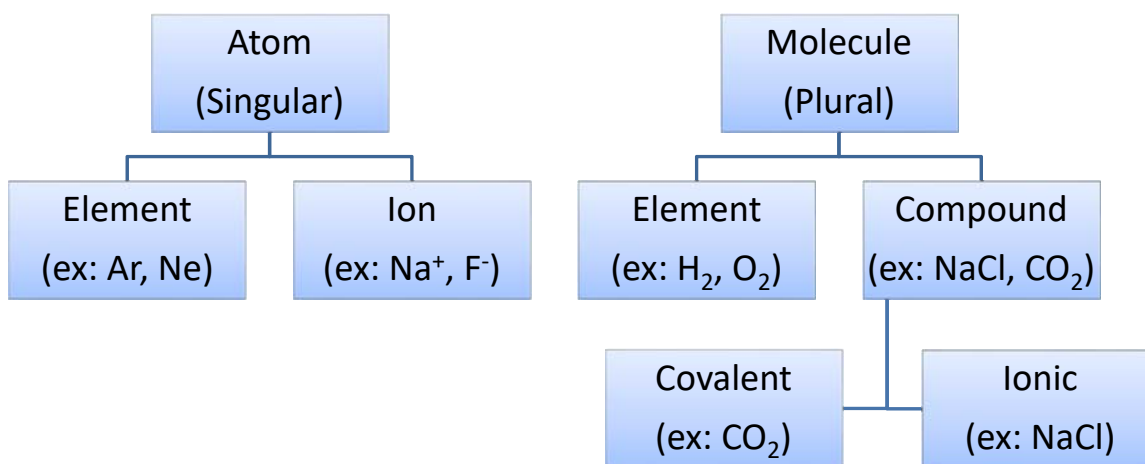 Atom
(Singular)
Molecule
(Plural)
Element
(ex: Ar, Ne)
Ion
(ex: Na⁺, F⁻)
Element
(ex: H₂, O₂)
Compound
(ex: NaCl, CO₂)
Covalent
(ex: CO₂)
Ionic
(ex: NaCl)